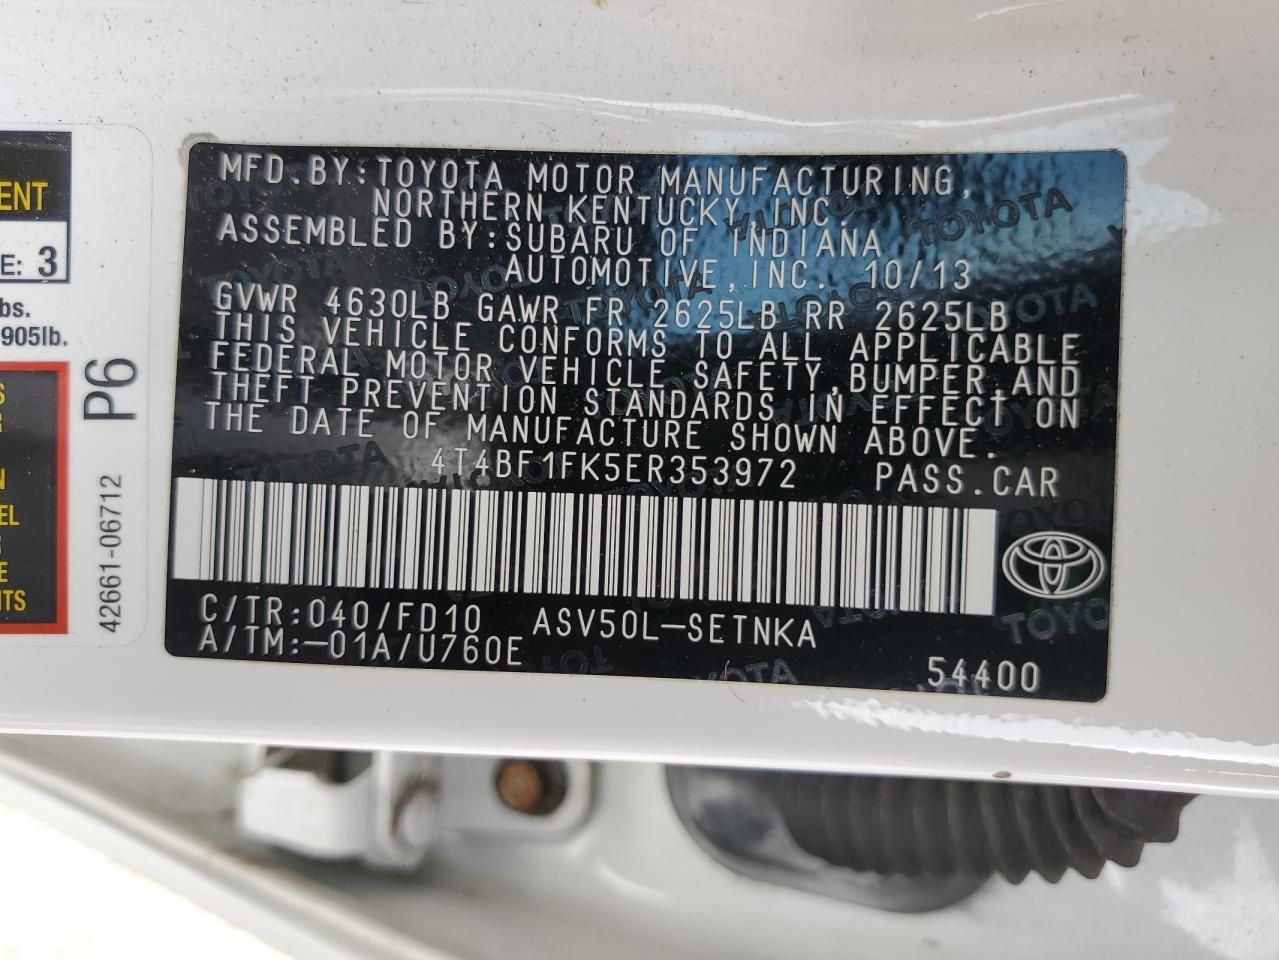 ENT
E: 3
bs.
905lb.
S
R
EL
E
ITS
P6
42661-06712
MFD.BY:TOYOTA MOTOR MANUFACTURING,
NORTHERN KENTUCKY, INC.
ASSEMBLED BY:SUBARU OF INDIANA
AUTOMOTIVE,INC. 10/13
GVWR 4630LB GAWR FR 2625LB RR 2625LB
THIS VEHICLE CONFORMS TO ALL APPLICABLE
FEDERAL MOTOR VEHICLE SAFETY,BUMPER,AND
THEFT PREVENTION STANDARDS IN EFFECT ON
THE DATE OF MANUFACTURE SHOWN ABOVE.
4T4BF1FK5ER353972 PASS.CAR
C/TR:040/FD10 ASV50L-SETNKA
A/TM:-01A/U760E
54400